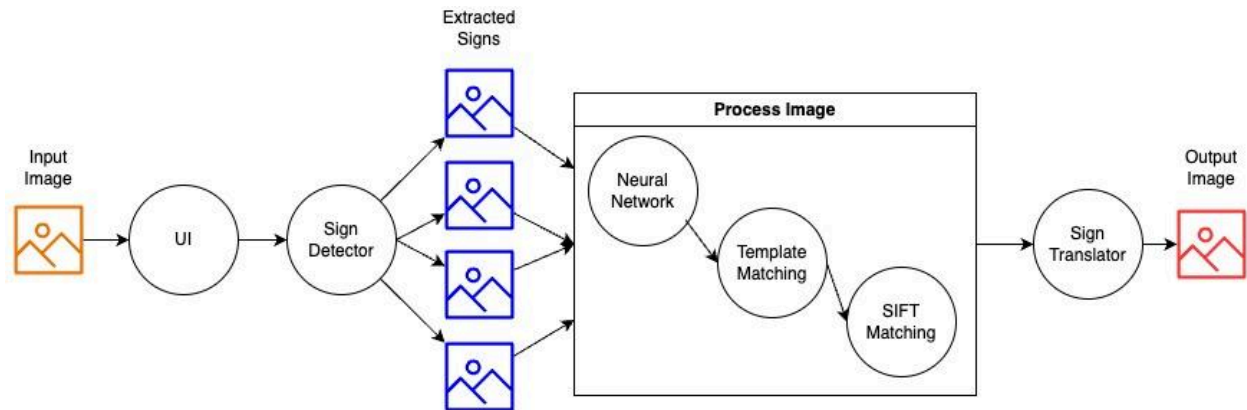 Extracted
Signs
Process Image
Input
Image
UI
Sign
Detector
Neural
Network
Template
Matching
SIFT
Matching
Sign
Translator
Output
Image